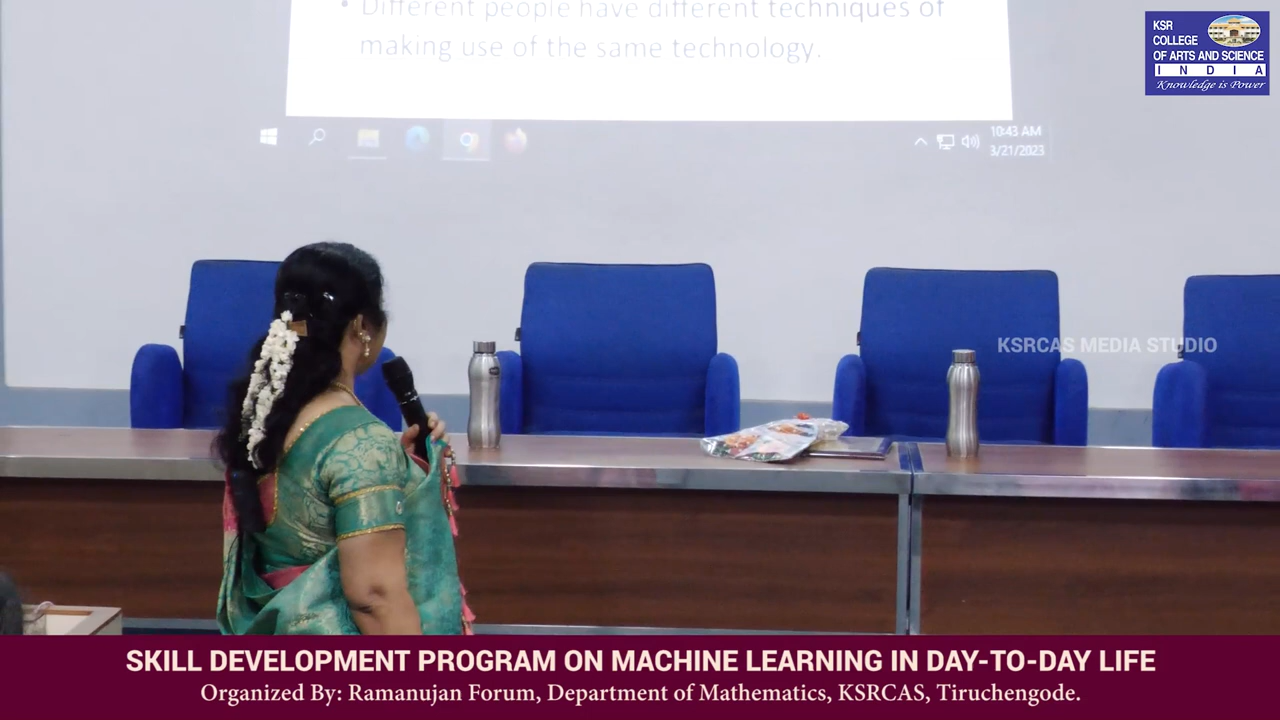 • Different people have different techniques of
making use of the same technology.
KSR
COLLEGE
OF ARTS AND SCIENCE
INDIA
Knowledge is Power
10:43 AM
3/21/2023
KSRCAS MEDIA STUDIO
SKILL DEVELOPMENT PROGRAM ON MACHINE LEARNING IN DAY-TO-DAY LIFE
Organized By: Ramanujan Forum, Department of Mathematics, KSRCAS, Tiruchengode.